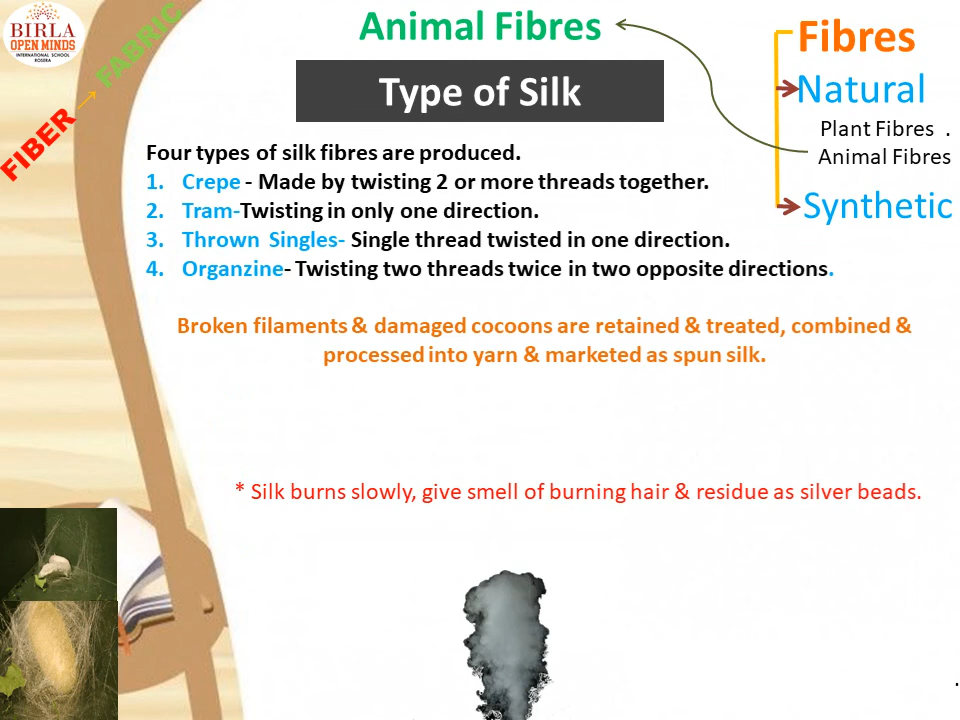 BIRLA
OPEN MINDS
INTERNATIONAL SCHOOL
ROSERA
FIBER → FABRIC
Animal Fibres
Type of Silk
Fibres
Natural
Plant Fibres .
Animal Fibres
Synthetic
Four types of silk fibres are produced.
1. Crepe - Made by twisting 2 or more threads together.
2. Tram-Twisting in only one direction.
3. Thrown Singles- Single thread twisted in one direction.
4. Organzine- Twisting two threads twice in two opposite directions.
Broken filaments & damaged cocoons are retained & treated, combined &
processed into yarn & marketed as spun silk.
* Silk burns slowly, give smell of burning hair & residue as silver beads.
.